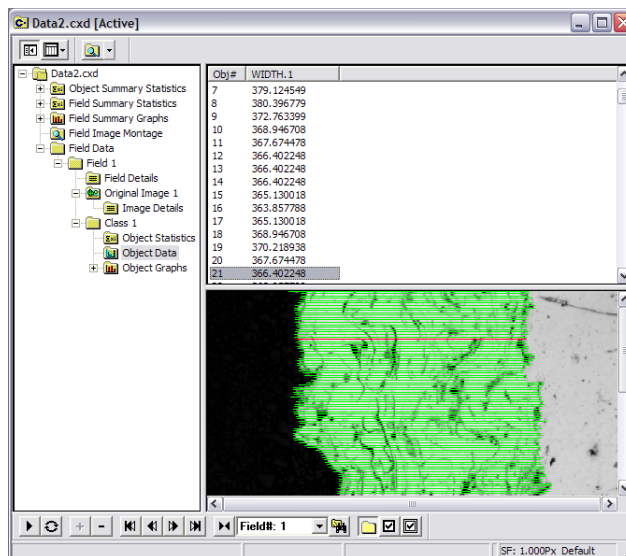 Data2.cxd [Active]
Obj# WIDTH.1
Data2.cxd
Object Summary Statistics
Field Summary Statistics
Field Summary Graphs
Field Image Montage
Field Data
Field 1
Field Details
Original Image 1
Image Details
Class 1
Object Statistics
Object Data
Object Graphs
7 379.124549
8 380.396779
9 372.763399
10 368.946708
11 367.674478
12 366.402248
13 366.402248
14 366.402248
15 365.130018
16 363.857788
17 365.130018
18 368.946708
19 370.218938
20 367.674478
21 366.402248
Field#: 1
SF: 1.000Px Default